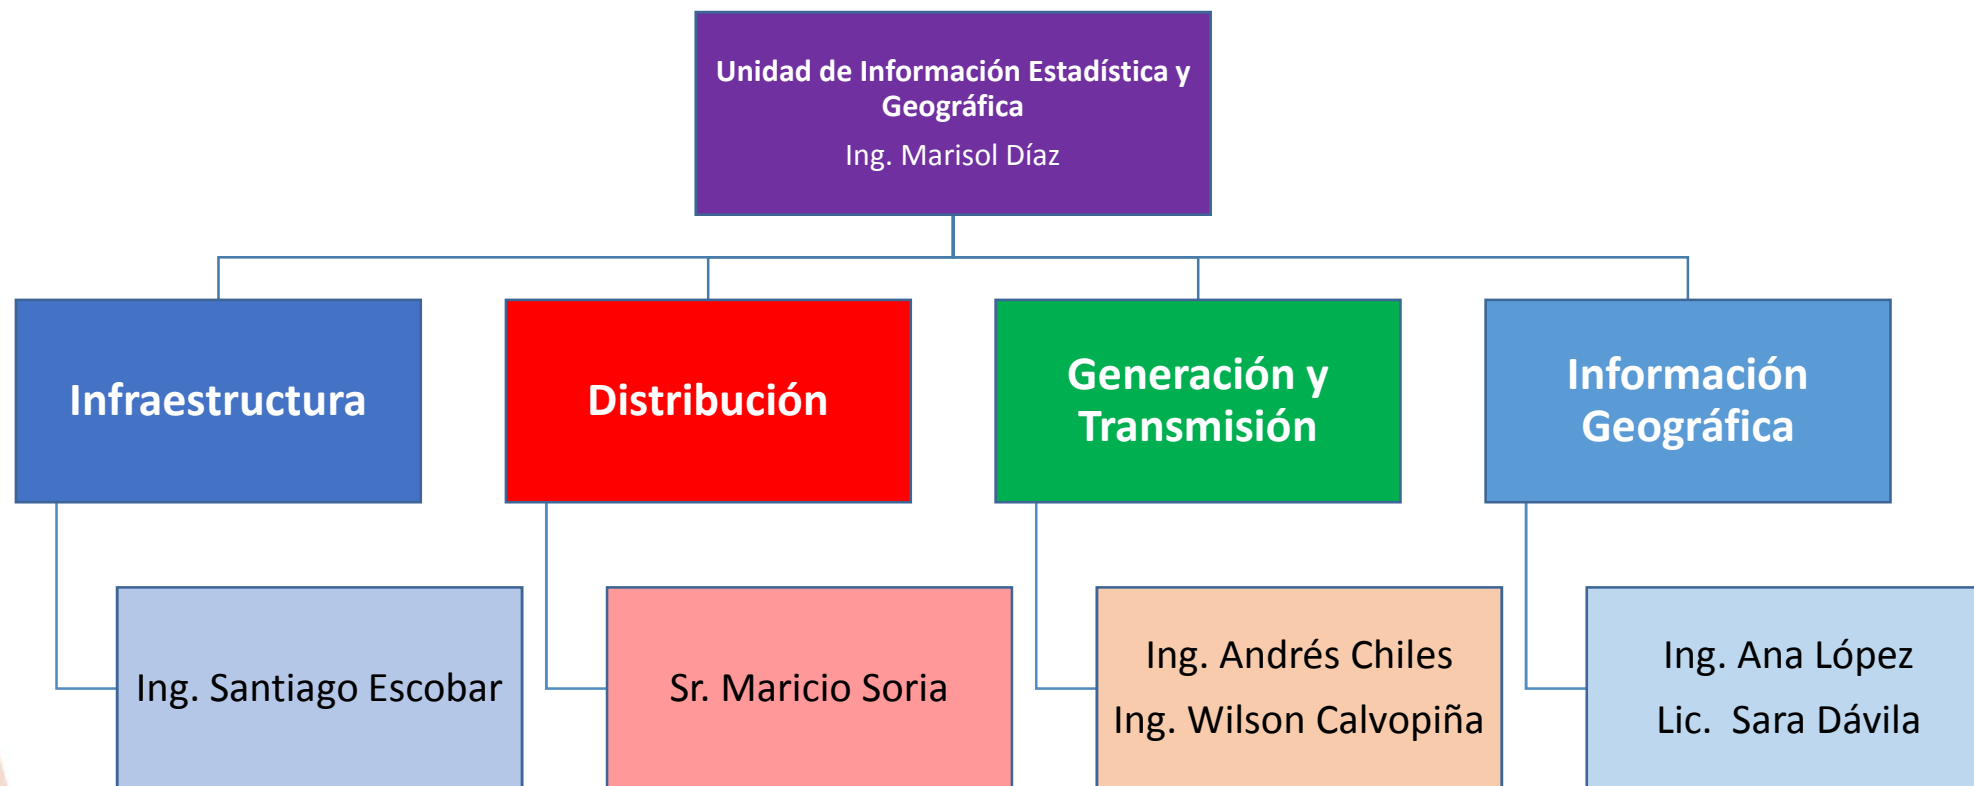 Unidad de Información Estadística y
Geográfica
Ing. Marisol Díaz
Infraestructura
Distribución
Generación y
Transmisión
Información
Geográfica
Ing. Santiago Escobar
Sr. Maricio Soria
Ing. Andrés Chiles
Ing. Wilson Calvopiña
Ing. Ana López
Lic.  Sara Dávila